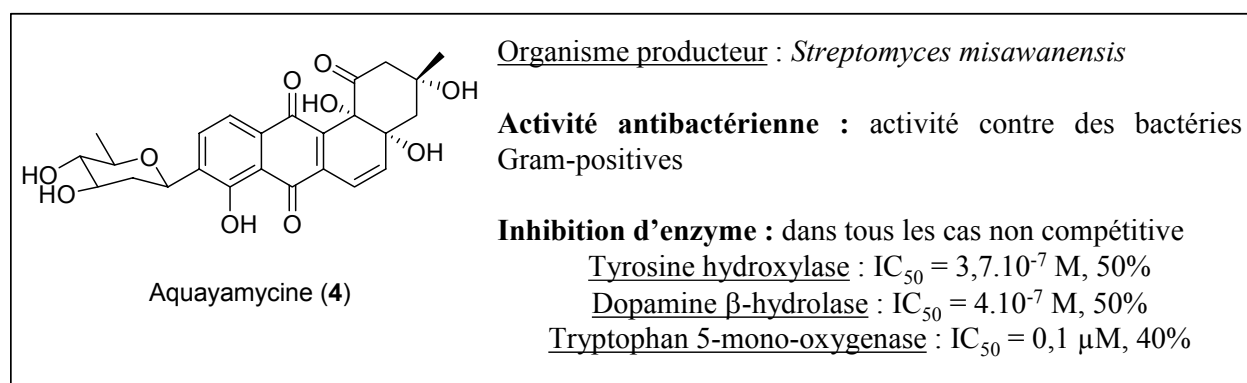 Organisme producteur : Streptomyces misawanensis
Activité antibactérienne : activité contre des bactéries
Gram-positives
Inhibition d’enzyme : dans tous les cas non compétitive
Tyrosine hydroxylase : IC50 = 3,7.10-7 M, 50%
Dopamine β-hydrolase : IC50 = 4.10-7 M, 50%
Tryptophan 5-mono-oxygenase : IC50 = 0,1 µM, 40%
O
O
HO
OH
OH
O
HO
HO
OH
O
Aquayamycine (4)